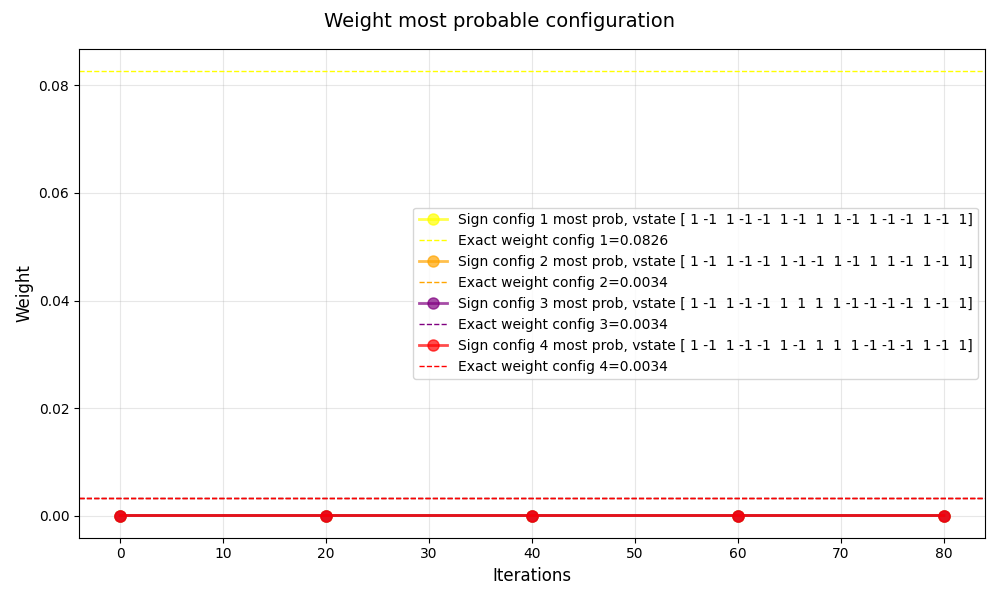 Weight most probable configuration
0.08
0.06
0.04
0.02
0.00
Weight
Sign config 1 most prob, vstate [ 1 -1  1 -1 -1  1 -1  1  1 -1  1 -1 -1  1 -1  1]
Exact weight config 1=0.0826
Sign config 2 most prob, vstate [ 1 -1  1 -1 -1  1 -1 -1  1 -1  1  1 -1  1 -1  1]
Exact weight config 2=0.0034
Sign config 3 most prob, vstate [ 1 -1  1 -1 -1  1  1  1  1 -1 -1 -1 -1  1 -1  1]
Exact weight config 3=0.0034
Sign config 4 most prob, vstate [ 1 -1  1 -1 -1  1 -1  1  1  1 -1 -1 -1  1 -1  1]
Exact weight config 4=0.0034
0 10 20 30 40 50 60 70 80
Iterations